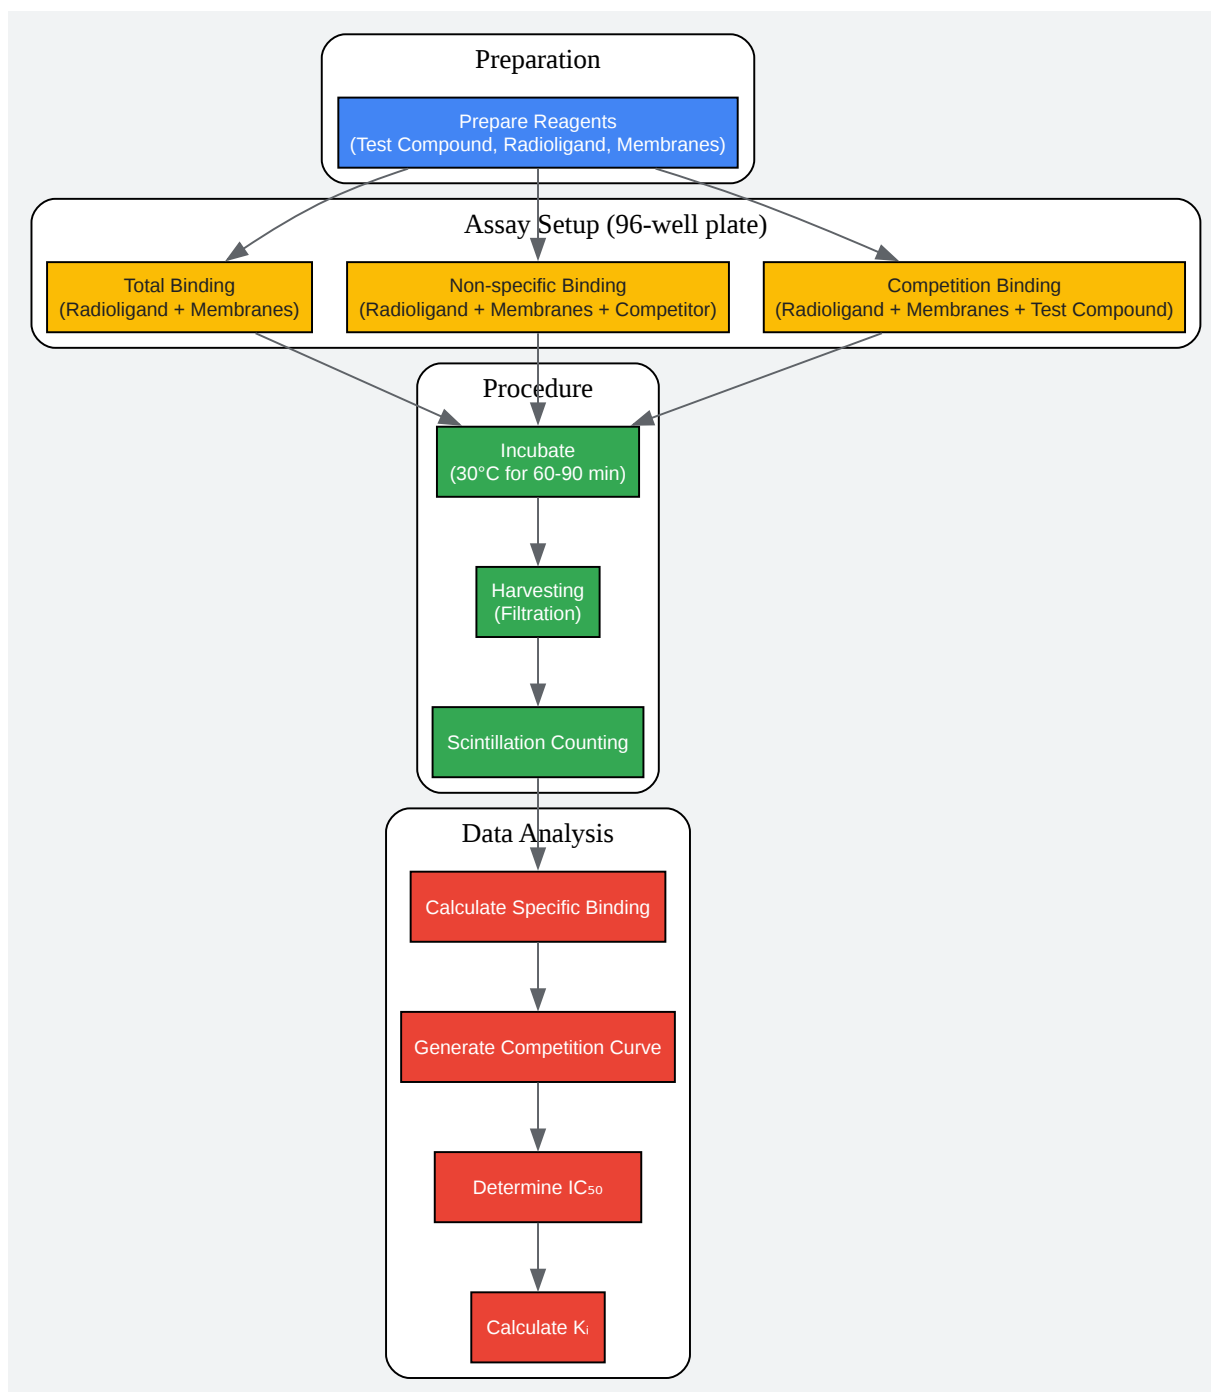 Preparation
Prepare Reagents
(Test Compound, Radioligand, Membranes)
Assay Setup (96-well plate)
Total Binding
(Radioligand + Membranes)
Non-specific Binding
(Radioligand + Membranes + Competitor)
Competition Binding
(Radioligand + Membranes + Test Compound)
Procedure
Incubate
(30°C for 60-90 min)
Harvesting
(Filtration)
Scintillation Counting
Data Analysis
Calculate Specific Binding
Generate Competition Curve
Determine IC₅₀
Calculate Kᵢ